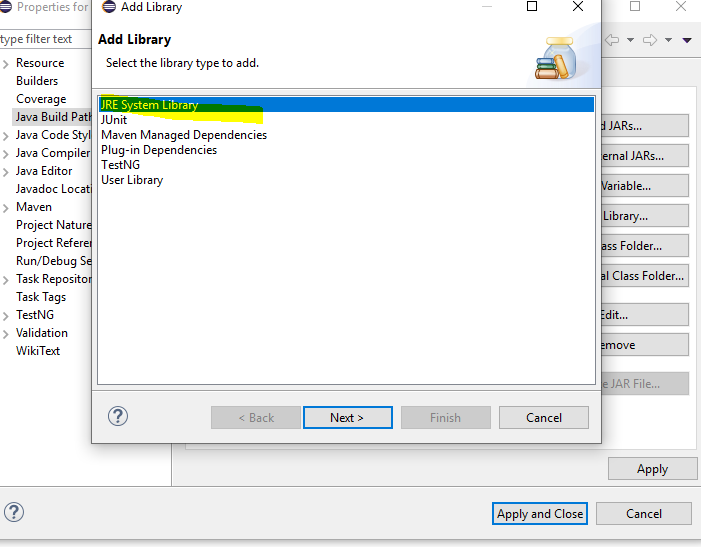 Properties for
Add Library
type filter text
Add Library
Select the library type to add.
Resource
Builders
Coverage
Java Build Path
Java Code Styl
Java Compiler
Java Editor
Javadoc Locati
Maven
Project Nature
Project Refere
Run/Debug Se
Task Repositor
Task Tags
TestNG
Validation
WikiText
JRE System Library
JUnit
Maven Managed Dependencies
Plug-in Dependencies
TestNG
User Library
d JARs...
ernal JARs...
Variable...
Library...
ass Folder...
al Class Folder...
Edit...
emove
e JAR File...
? < Back Next > Finish Cancel
Apply
? Apply and Close Cancel